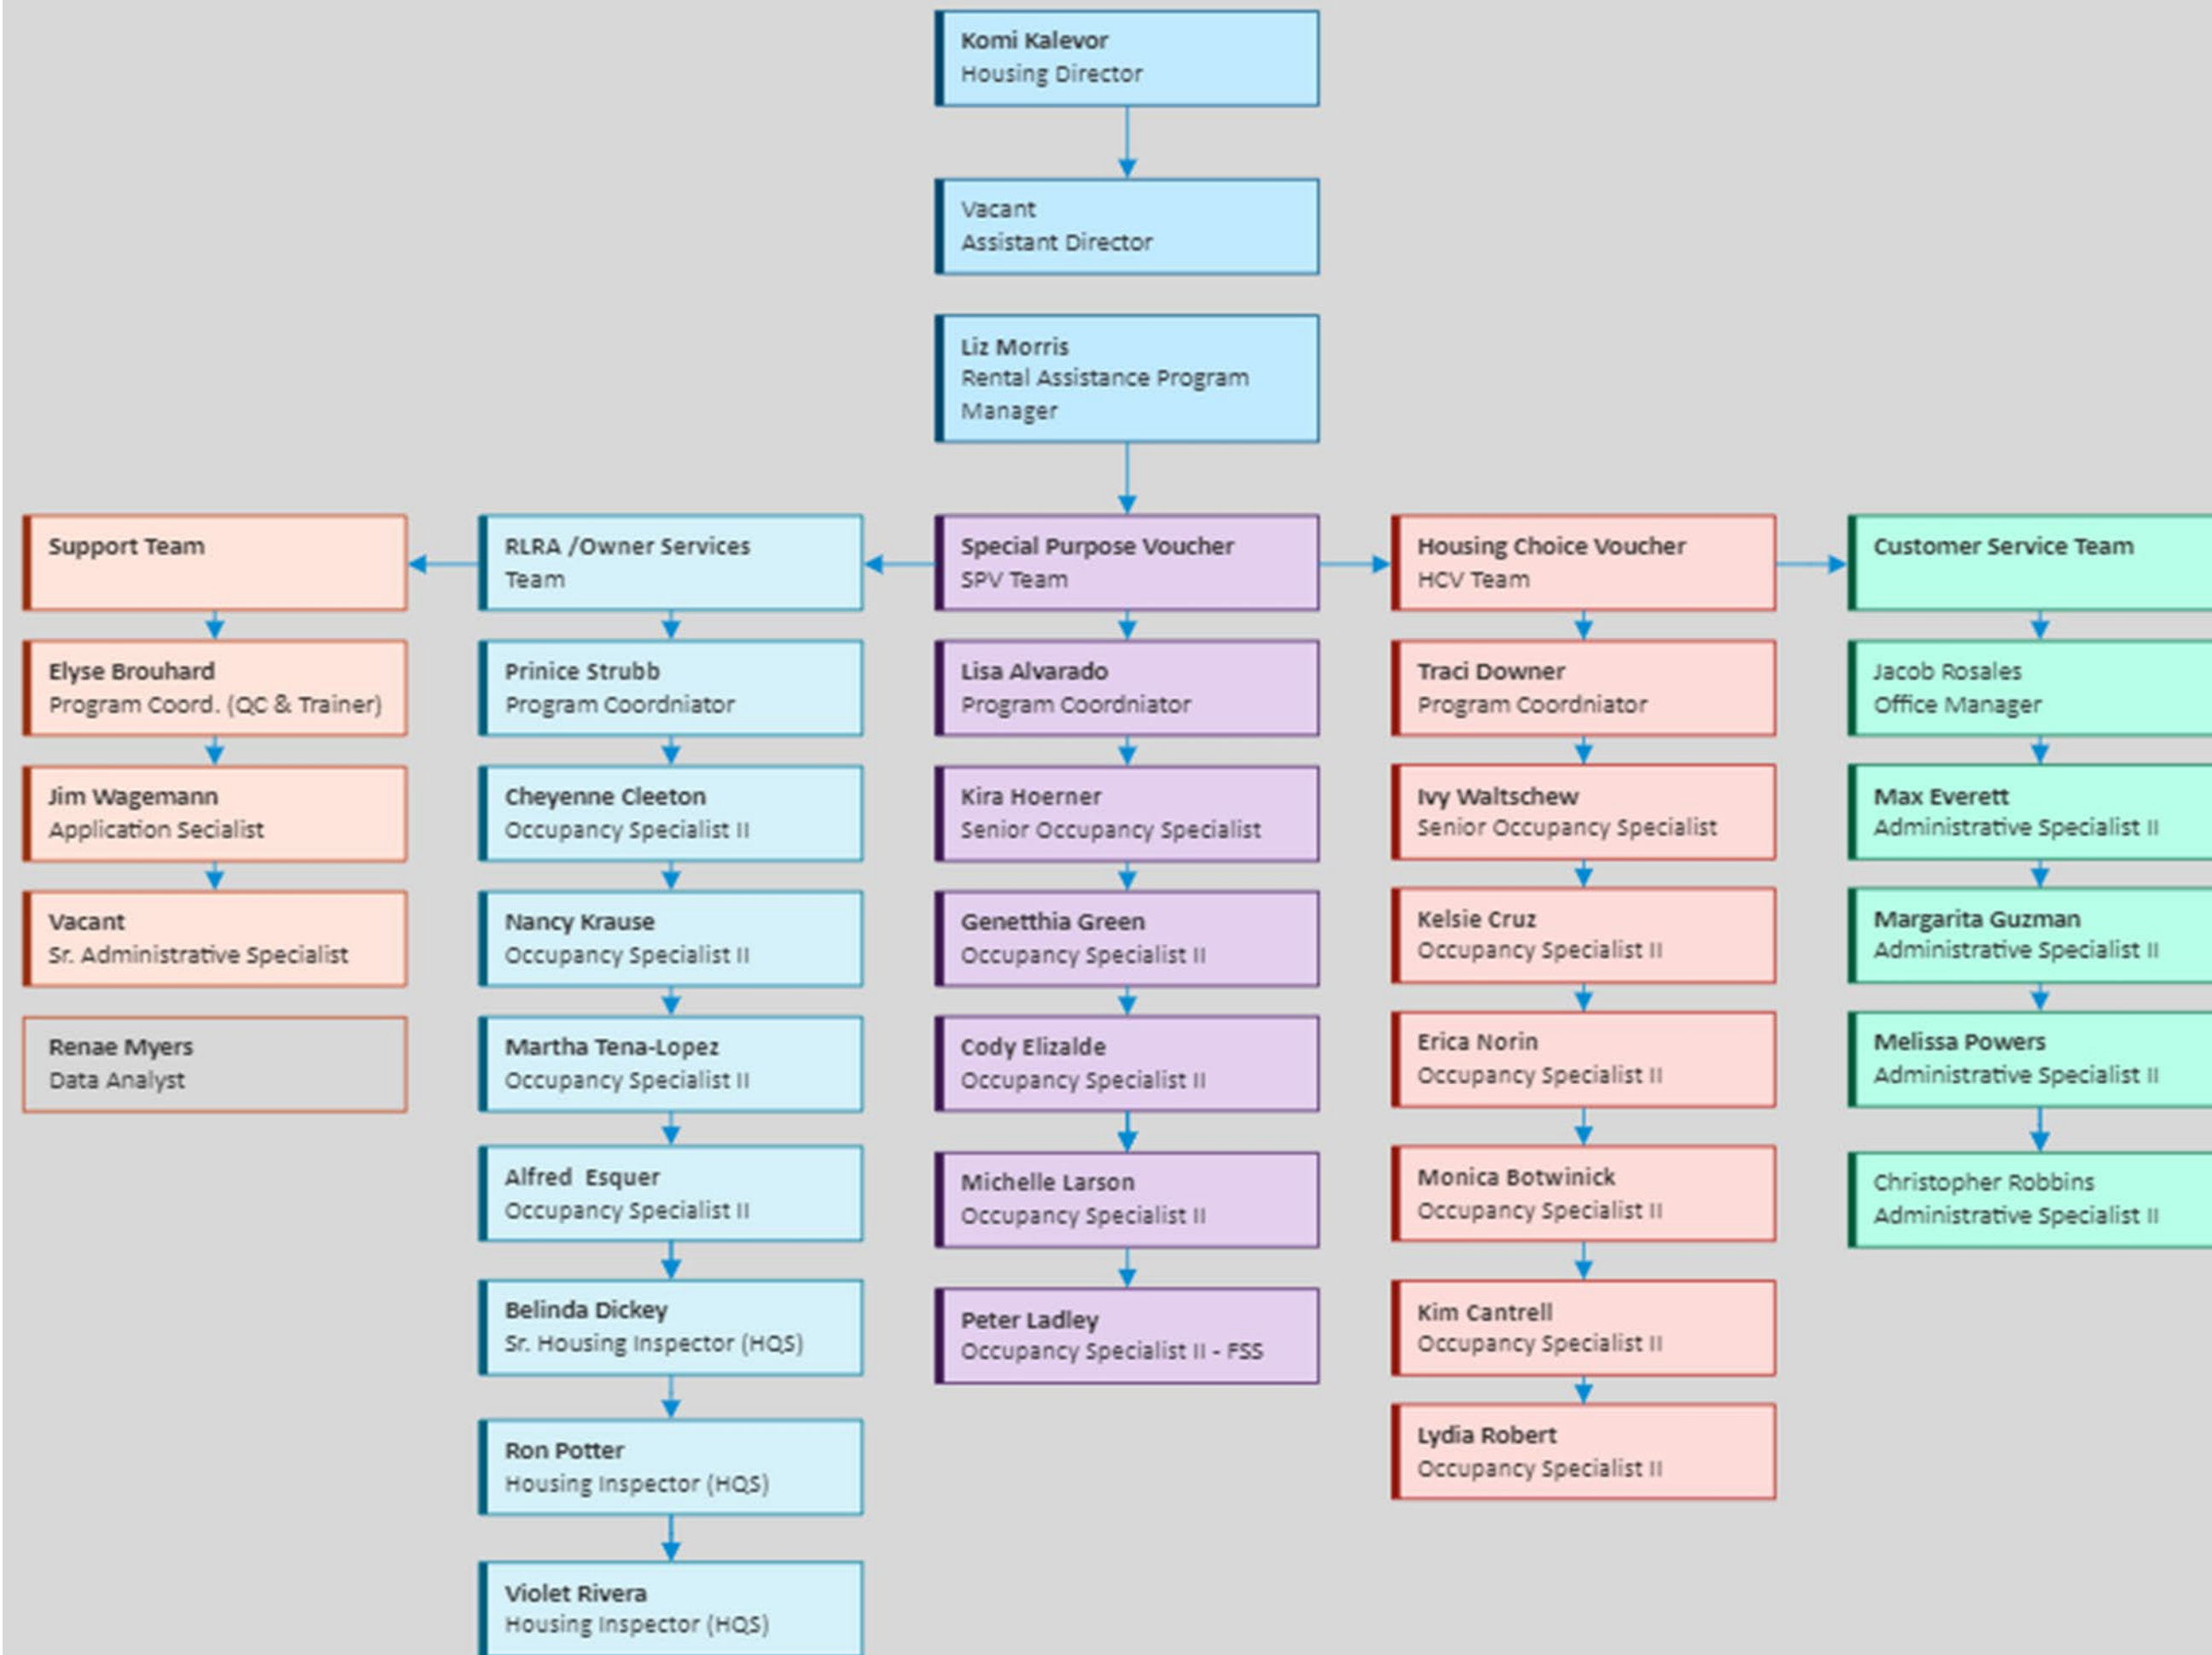 Komi Kalevor
Housing Director
Vacant
Assistant Director
Liz Morris
Rental Assistance Program
Manager
Support Team
Elyse Brouhard
Program Coord. (QC & Trainer)
Jim Wagemann
Application Secialist
Vacant
Sr. Administrative Specialist
Renae Myers
Data Analyst
RLRA /Owner Services
Team
Prinice Strubb
Program Coordniator
Cheyenne Cleeton
Occupancy Specialist II
Nancy Krause
Occupancy Specialist II
Martha Tena-Lopez
Occupancy Specialist II
Alfred  Esquer
Occupancy Specialist II
Belinda Dickey
Sr. Housing Inspector (HQS)
Ron Potter
Housing Inspector (HQS)
Violet Rivera
Housing Inspector (HQS)
Special Purpose Voucher
SPV Team
Lisa Alvarado
Program Coordniator
Kira Hoerner
Senior Occupancy Specialist
Genetthia Green
Occupancy Specialist II
Cody Elizalde
Occupancy Specialist II
Michelle Larson
Occupancy Specialist II
Peter Ladley
Occupancy Specialist II - FSS
Housing Choice Voucher
HCV Team
Traci Downer
Program Coordniator
Ivy Waltschew
Senior Occupancy Specialist
Kelsie Cruz
Occupancy Specialist II
Erica Norin
Occupancy Specialist II
Monica Botwinick
Occupancy Specialist II
Kim Cantrell
Occupancy Specialist II
Lydia Robert
Occupancy Specialist II
Customer Service Team
Jacob Rosales
Office Manager
Max Everett
Administrative Specialist II
Margarita Guzman
Administrative Specialist II
Melissa Powers
Administrative Specialist II
Christopher Robbins
Administrative Specialist II